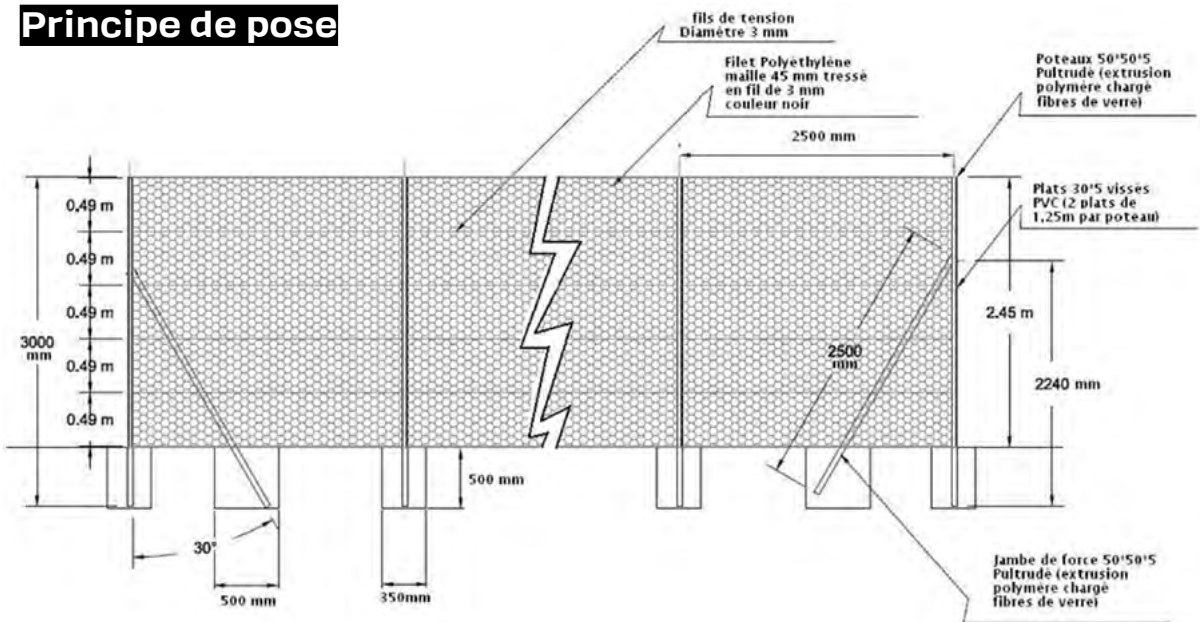 Principe de pose
fils de tension
Diamètre 3 mm
Filet Polyéthylène
maille 45 mm tressé
en fil de 3 mm
couleur noir
Poteaux 50*50*5
Pultrudé (extrusion
polymère chargé
fibres de verre)
2500 mm
Plats 30*5 vissés
PVC (2 plats de
1,25m par poteau)
0.49 m
0.49 m
0.49 m
0.49 m
0.49 m
3000
mm
2500
mm
2.45 m
2240 mm
500 mm
30°
500 mm
350mm
Jambe de force 50*50*5
Pultrudé (extrusion
polymère chargé
fibres de verre)